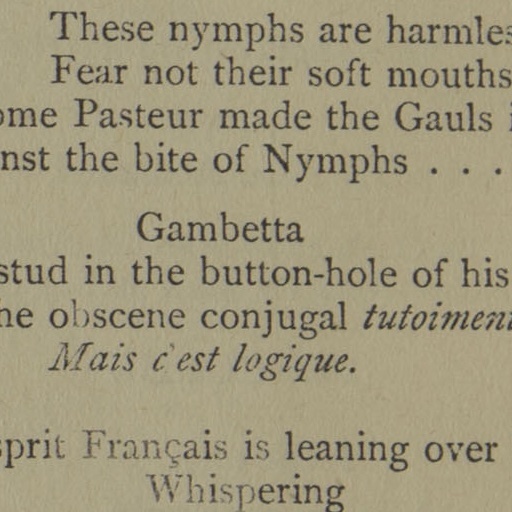 These nymphs are harmles
Fear not their soft mouths
ome Pasteur made the Gauls i
nst the bite of Nymphs . . .
Gambetta
stud in the button-hole of his
he obscene conjugal tutoiment
Mais c'est logique.
sprit Français is leaning over
Whispering